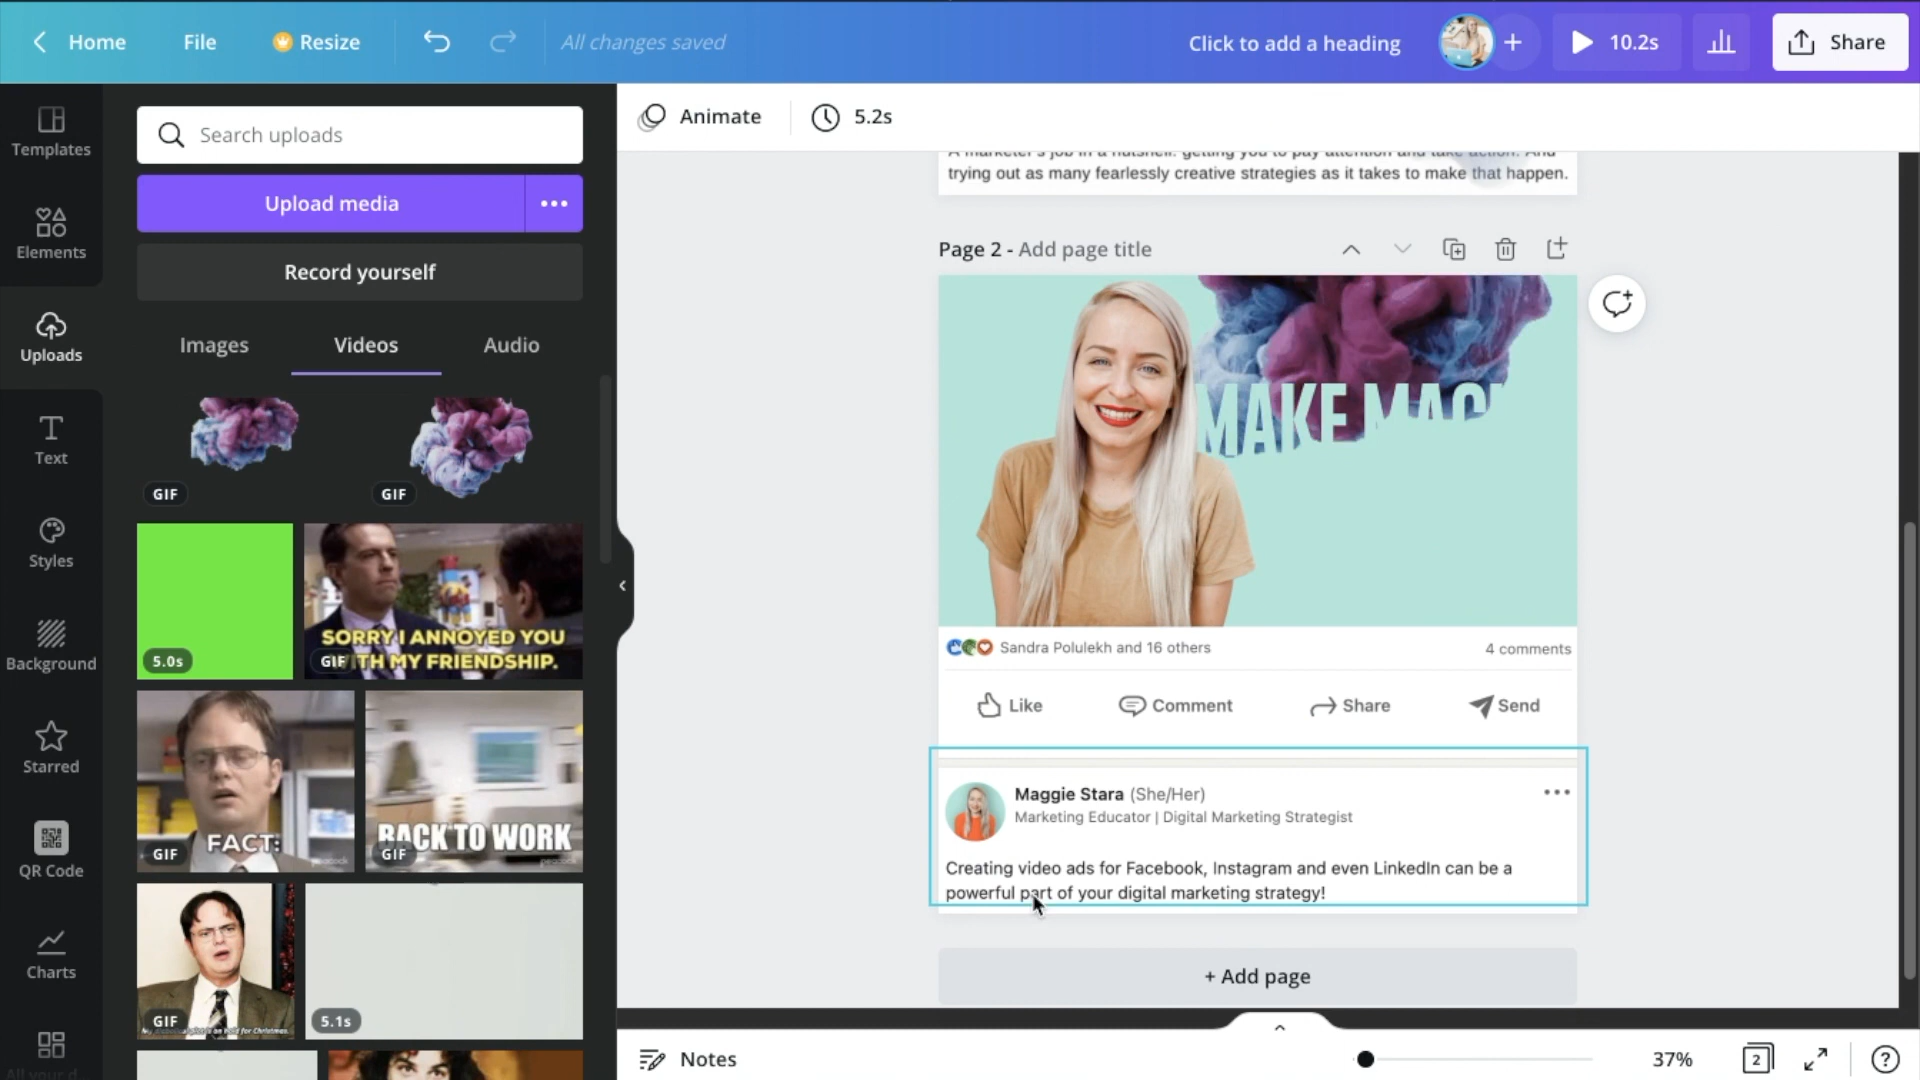 Home
File
Resize
All changes saved
Click to add a heading
10.2s
Share
Templates
Elements
Uploads
Text
Styles
Background
Starred
QR Code
Charts
All your d...
Search uploads
Upload media
Record yourself
Images
Videos
Audio
GIF
GIF
5.0s
SORRY I ANNOYED YOU
WITH MY FRIENDSHIP.
GIF
FACT:
GIF
peacock
BACK TO WORK
GIF
peacock
GIF
5.1s
Animate
5.2s
A marketer's job in a nutshell: getting you to pay attention and take action. And
trying out as many fearlessly creative strategies as it takes to make that happen.
Page 2 - Add page title
MAKE MAGI
Sandra Polulekh and 16 others
4 comments
Like
Comment
Share
Send
Maggie Stara (She/Her)
Marketing Educator | Digital Marketing Strategist
Creating video ads for Facebook, Instagram and even LinkedIn can be a
powerful part of your digital marketing strategy!
+ Add page
Notes
37%
2